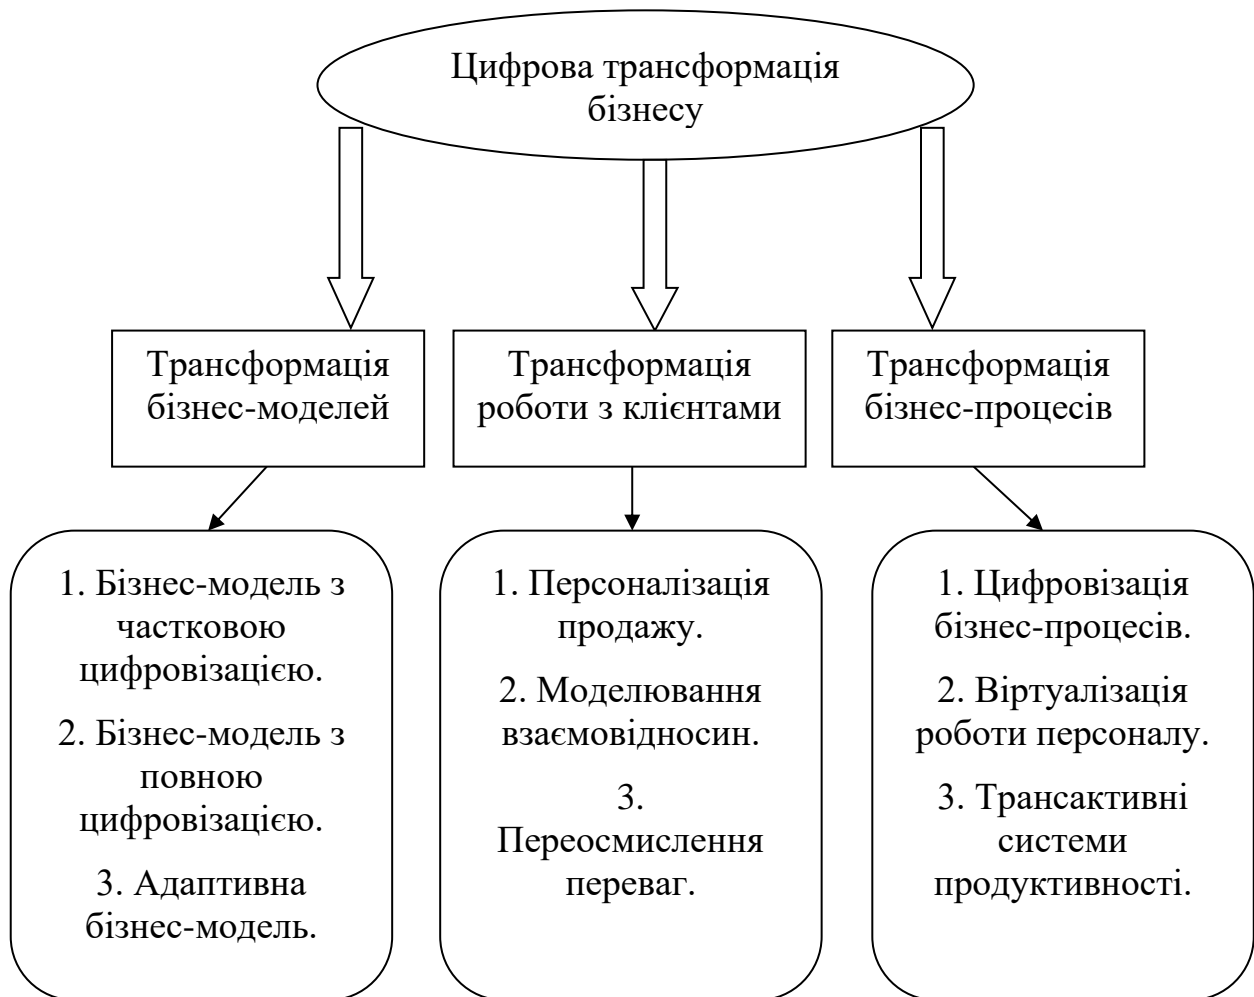 Цифрова трансформація
бізнесу
Трансформація
бізнес-моделей
Трансформація
роботи з клієнтами
Трансформація
бізнес-процесів
1. Бізнес-модель з
частковою
цифровізацією.
2. Бізнес-модель з
повною
цифровізацією.
3. Адаптивна
бізнес-модель.
1. Персоналізація
продажу.
2. Моделювання
взаємовідносин.
3.
Переосмислення
переваг.
1. Цифровізація
бізнес-процесів.
2. Віртуалізація
роботи персоналу.
3. Трансактивні
системи
продуктивності.